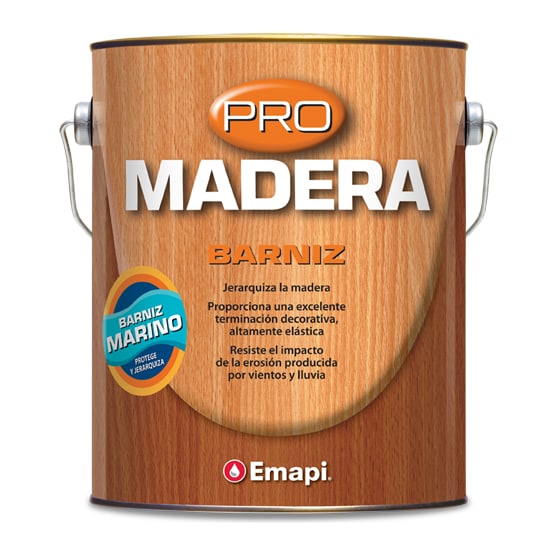 PRO
MADERA
BARNIZ
Jerarquiza la madera
Proporciona una excelente
terminación decorativa,
altamente elástica
Resiste el impacto
de la erosión producida
por vientos y lluvia
BARNIZ
MARINO
PROTEGE
Y JERARQUIZA
Emapi®